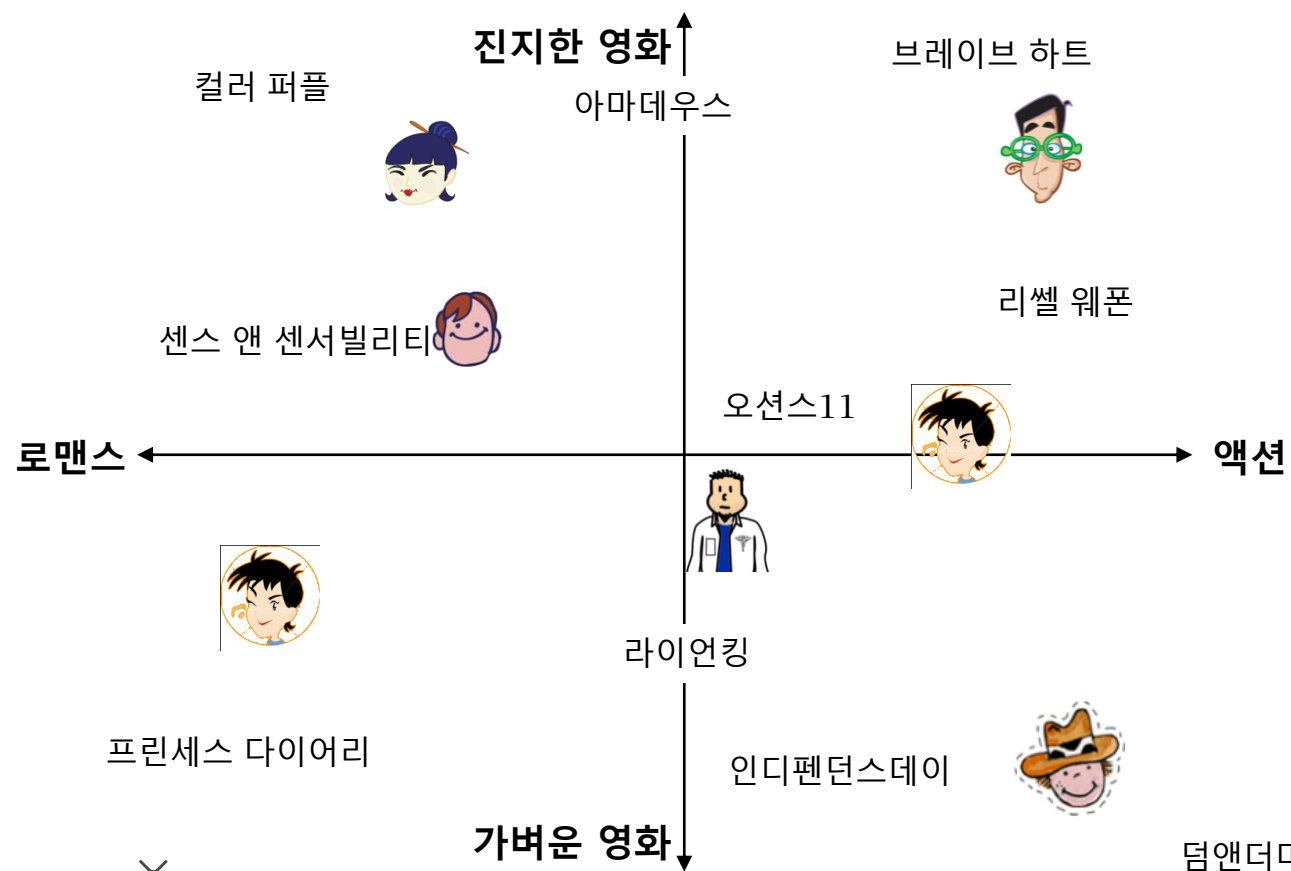 진지한 영화
브레이브 하트
컬러 퍼플
아마데우스
리쎌 웨폰
센스 앤 센서빌리티
오션스11
로맨스
액션
라이언킹
프린세스 다이어리
인디펜던스데이
가벼운 영화